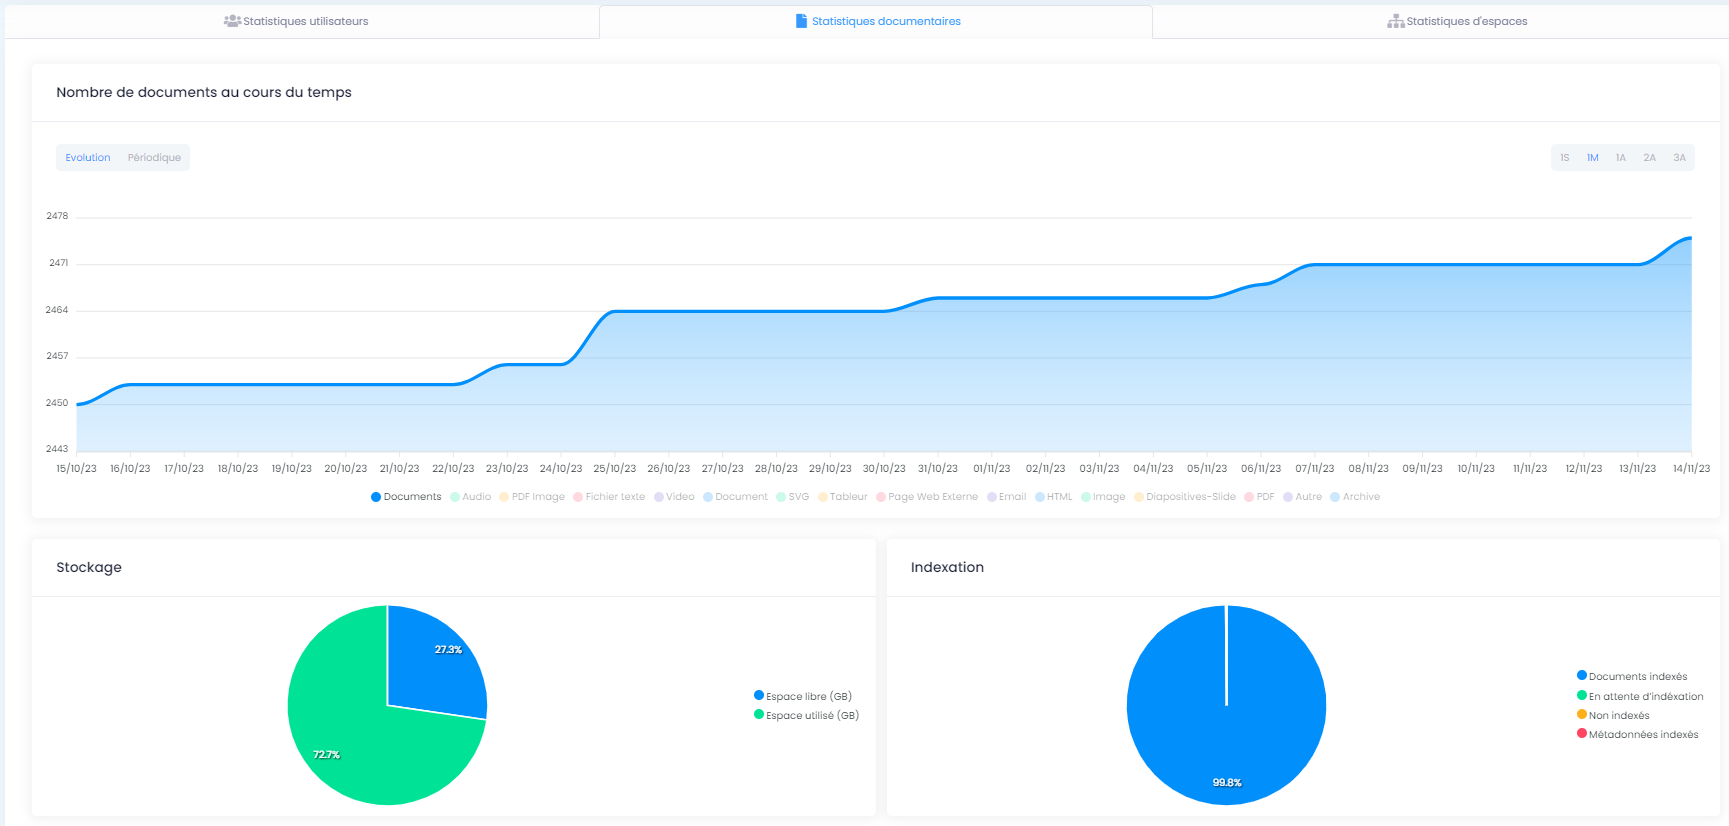 Statistiques utilisateurs
Statistiques documentaires
Statistiques d'espaces
Nombre de documents au cours du temps
Evolution Périodique
1S 1M 1A 2A 3A
2478
2471
2464
2457
2450
2443
15/10/23 16/10/23 17/10/23 18/10/23 19/10/23 20/10/23 21/10/23 22/10/23 23/10/23 24/10/23 25/10/23 26/10/23 27/10/23 28/10/23 29/10/23 30/10/23 31/10/23 01/11/23 02/11/23 03/11/23 04/11/23 05/11/23 06/11/23 07/11/23 08/11/23 09/11/23 10/11/23 11/11/23 12/11/23 13/11/23 14/11/23
Documents Audio PDF Image Fichier texte Video Document SVG Tableur Page Web Externe Email HTML Image Diapositives-Slide PDF Autre Archive
Stockage
27.3%
72.7%
Espace libre (GB)
Espace utilisé (GB)
Indexation
99.8%
Documents indexés
En attente d'indéxation
Non indexés
Métadonnées indexés